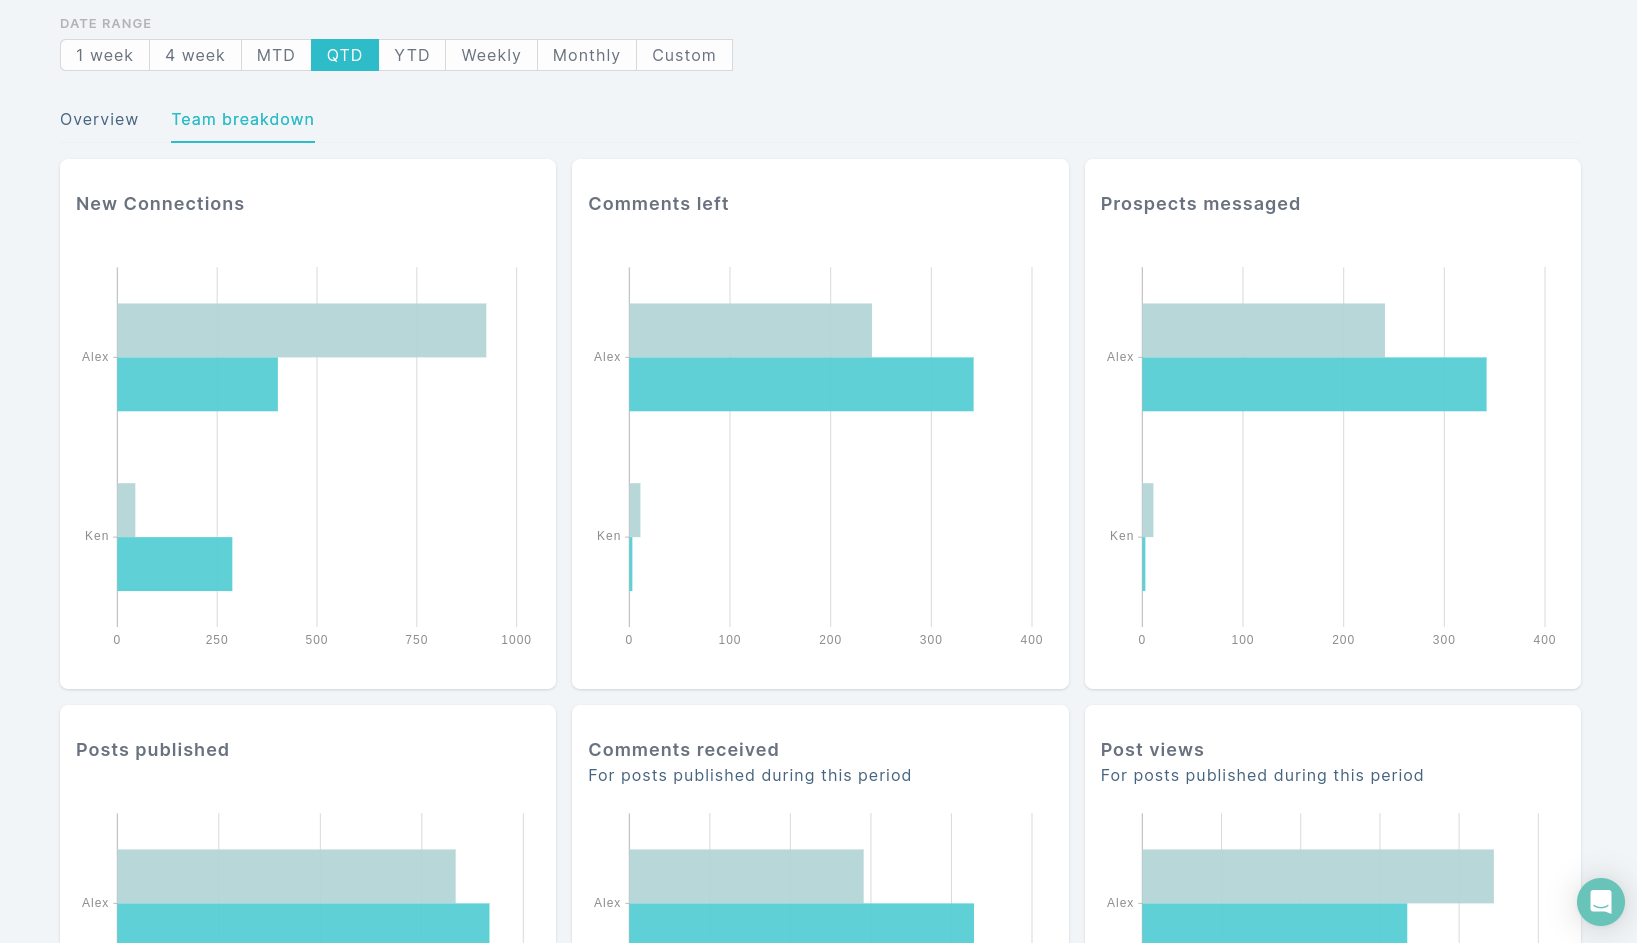 DATE RANGE
1 week 4 week MTD QTD YTD Weekly Monthly Custom
Overview Team breakdown
New Connections
Alex
Ken
0 250 500 750 1000
Comments left
Alex
Ken
0 100 200 300 400
Prospects messaged
Alex
Ken
0 100 200 300 400
Posts published
Alex
Comments received
For posts published during this period
Alex
Post views
For posts published during this period
Alex